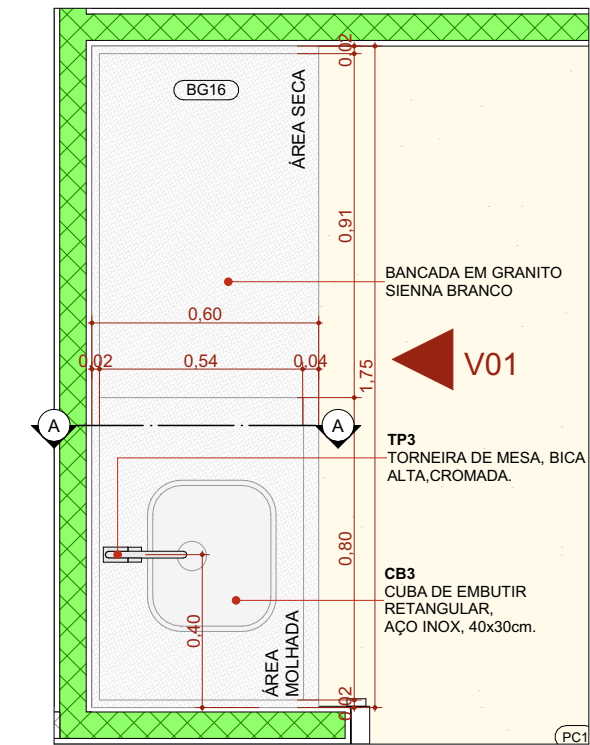 BG16
ÁREA SECA
0,02
0,91
BANCADA EM GRANITO
SIENNA BRANCO
0,60
0,02
0,54
0,04
1,75
V01
A
A
TP3
TORNEIRA DE MESA, BICA
ALTA,CROMADA.
0,80
CB3
CUBA DE EMBUTIR
RETANGULAR,
AÇO INOX, 40x30cm.
0,40
ÁREA
MOLHADA
0,02
PC1